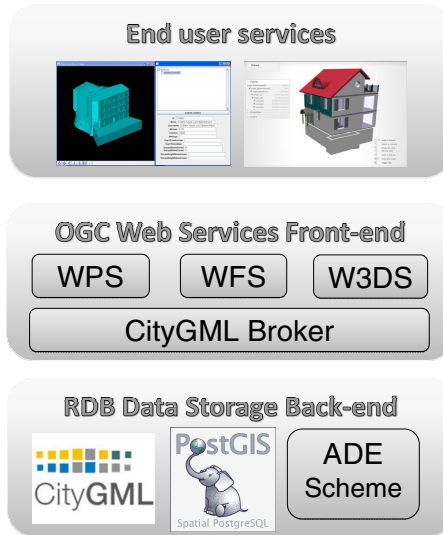 End user services
OGC Web Services Front-end
WPS
WFS
W3DS
CityGML Broker
RDB Data Storage Back-end
CityGML
PostGIS
Spatial PostgreSQL
ADE
Scheme